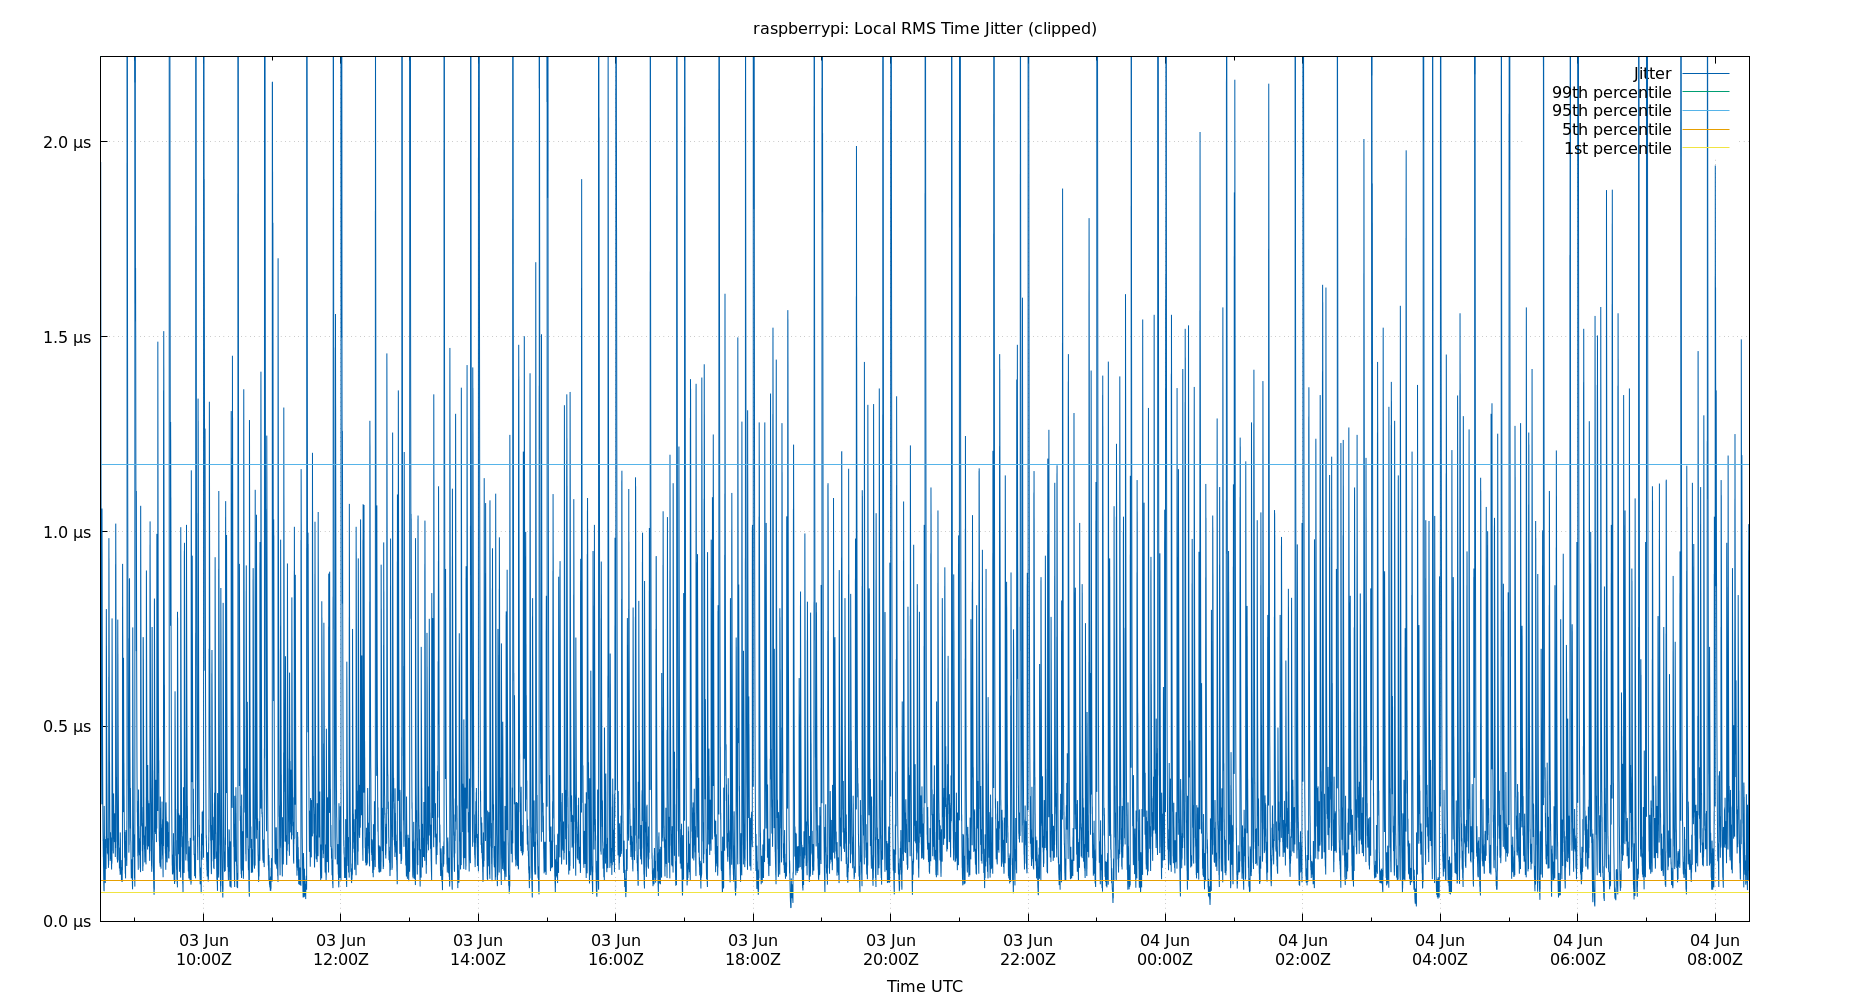 raspberrypi: Local RMS Time Jitter (clipped)
Jitter
99th percentile
95th percentile
5th percentile
1st percentile
2.0 µs
1.5 µs
1.0 µs
0.5 µs
0.0 µs
03 Jun 03 Jun 03 Jun 03 Jun 03 Jun 03 Jun 03 Jun 04 Jun 04 Jun 04 Jun 04 Jun 04 Jun
10:00Z 12:00Z 14:00Z 16:00Z 18:00Z 20:00Z 22:00Z 00:00Z 02:00Z 04:00Z 06:00Z 08:00Z
Time UTC